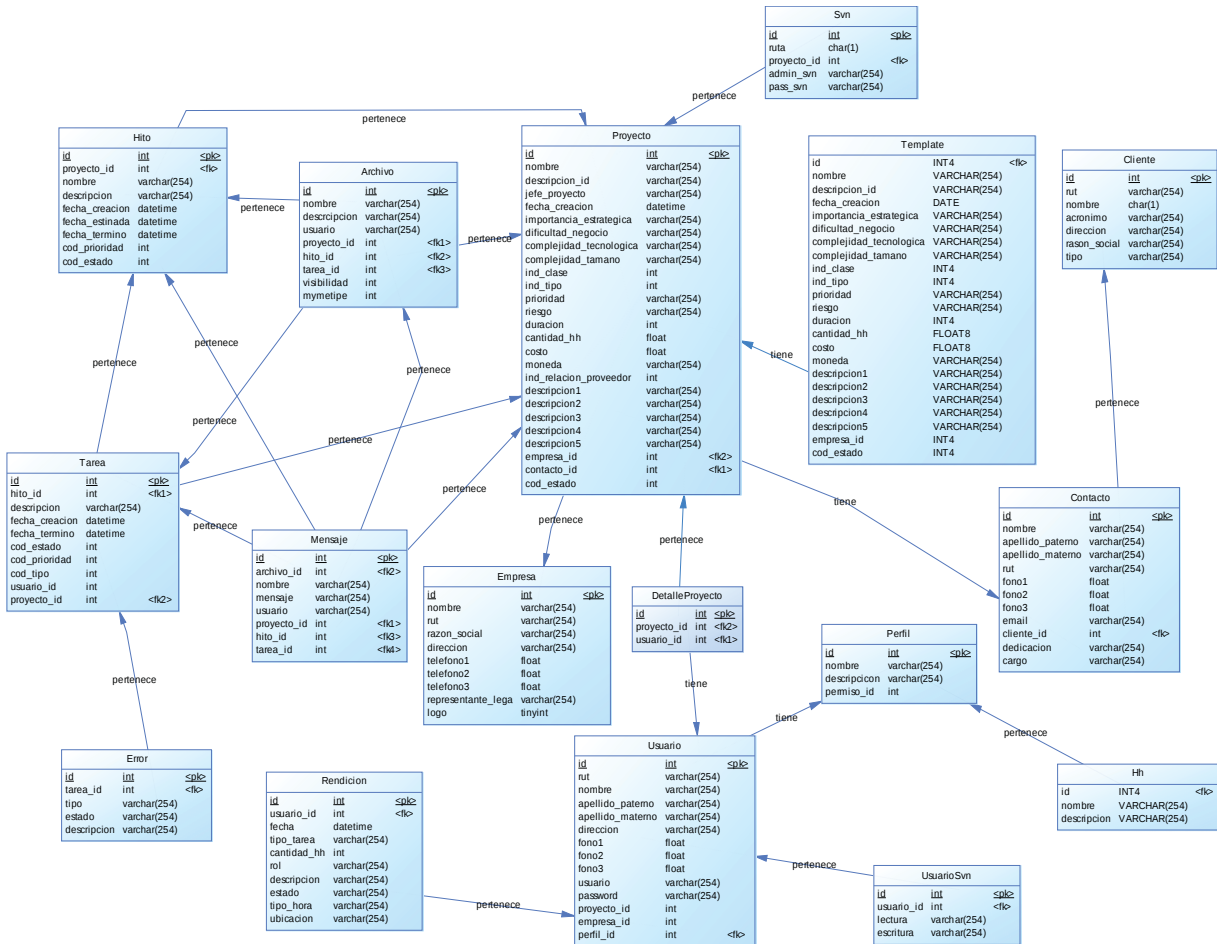 Svn
id int <pk>
ruta char(1)
proyecto_id int <fk>
admin_svn varchar(254)
pass_svn varchar(254)
pertenece
pertenece
Hito
id int <pk>
proyecto_id int <fk>
nombre varchar(254)
descripcion varchar(254)
fecha_creacion datetime
fecha_estinada datetime
fecha_termino datetime
cod_prioridad int
cod_estado int
Archivo
id int <pk>
nombre varchar(254)
descrcipcion varchar(254)
usuario varchar(254)
proyecto_id int <fk1>
hito_id int <fk2>
tarea_id int <fk3>
visibilidad int
mymetipe int
pertenece
pertenece
Proyecto
id int <pk>
nombre varchar(254)
descripcion_id varchar(254)
jefe_proyecto varchar(254)
fecha_creacion datetime
importancia_estrategica varchar(254)
dificultad_negocio varchar(254)
complejidad_tecnologica varchar(254)
complejidad_tamano varchar(254)
ind_clase int
ind_tipo int
prioridad varchar(254)
riesgo varchar(254)
duracion int
cantidad_hh float
costo float
moneda varchar(254)
ind_relacion_proveedor int
descripcion1 varchar(254)
descripcion2 varchar(254)
descripcion3 varchar(254)
descripcion4 varchar(254)
descripcion5 varchar(254)
empresa_id int <fk2>
contacto_id int <fk1>
cod_estado int
Template
id INT4 <fk>
nombre VARCHAR(254)
descripcion_id VARCHAR(254)
fecha_creacion DATE
importancia_estrategica VARCHAR(254)
dificultad_negocio VARCHAR(254)
complejidad_tecnologica VARCHAR(254)
complejidad_tamano VARCHAR(254)
ind_clase INT4
ind_tipo INT4
prioridad VARCHAR(254)
riesgo VARCHAR(254)
duracion INT4
cantidad_hh FLOAT8
costo FLOAT8
moneda VARCHAR(254)
descripcion1 VARCHAR(254)
descripcion2 VARCHAR(254)
descripcion3 VARCHAR(254)
descripcion4 VARCHAR(254)
descripcion5 VARCHAR(254)
empresa_id INT4
cod_estado INT4
Cliente
id int <pk>
rut varchar(254)
nombre char(1)
acronimo varchar(254)
direccion varchar(254)
rason_social varchar(254)
tipo varchar(254)
pertenece
pertenece
pertenece
tiene
pertenece
pertenece
pertenece
pertenece
tiene
Tarea
id int <pk>
hito_id int <fk1>
descripcion varchar(254)
fecha_creacion datetime
fecha_termino datetime
cod_estado int
cod_prioridad int
cod_tipo int
usuario_id int
proyecto_id int <fk2>
pertenece
Mensaje
id int <pk>
archivo_id int <fk2>
nombre varchar(254)
mensaje varchar(254)
usuario varchar(254)
proyecto_id int <fk1>
hito_id int <fk3>
tarea_id int <fk4>
pertenece
pertenece
Contacto
id int <pk>
nombre varchar(254)
apellido_paterno varchar(254)
apellido_materno varchar(254)
rut varchar(254)
fono1 float
fono2 float
fono3 float
email varchar(254)
cliente_id int <fk>
dedicacion varchar(254)
cargo varchar(254)
Empresa
id int <pk>
nombre varchar(254)
rut varchar(254)
razon_social varchar(254)
direccion varchar(254)
telefono1 float
telefono2 float
telefono3 float
representante_lega varchar(254)
logo tinyint
DetalleProyecto
id int <pk>
proyecto_id int <fk2>
usuario_id int <fk1>
Perfil
id int <pk>
nombre varchar(254)
descripcicon varchar(254)
permiso_id int
pertenece
tiene
tiene
pertenece
Error
id int <pk>
tarea_id int <fk>
tipo varchar(254)
estado varchar(254)
descripcion varchar(254)
Rendicion
id int <pk>
usuario_id int <fk>
fecha datetime
tipo_tarea varchar(254)
cantidad_hh int
rol varchar(254)
descripcion varchar(254)
estado varchar(254)
tipo_hora varchar(254)
ubicacion varchar(254)
pertenece
Usuario
id int <pk>
rut varchar(254)
nombre varchar(254)
apellido_paterno varchar(254)
apellido_materno varchar(254)
direccion varchar(254)
fono1 float
fono2 float
fono3 float
usuario varchar(254)
password varchar(254)
proyecto_id int
empresa_id int
perfil_id int <fk>
Hh
id INT4 <fk>
nombre VARCHAR(254)
descripcion VARCHAR(254)
pertenece
UsuarioSvn
id int <pk>
usuario_id int <fk>
lectura varchar(254)
escritura varchar(254)